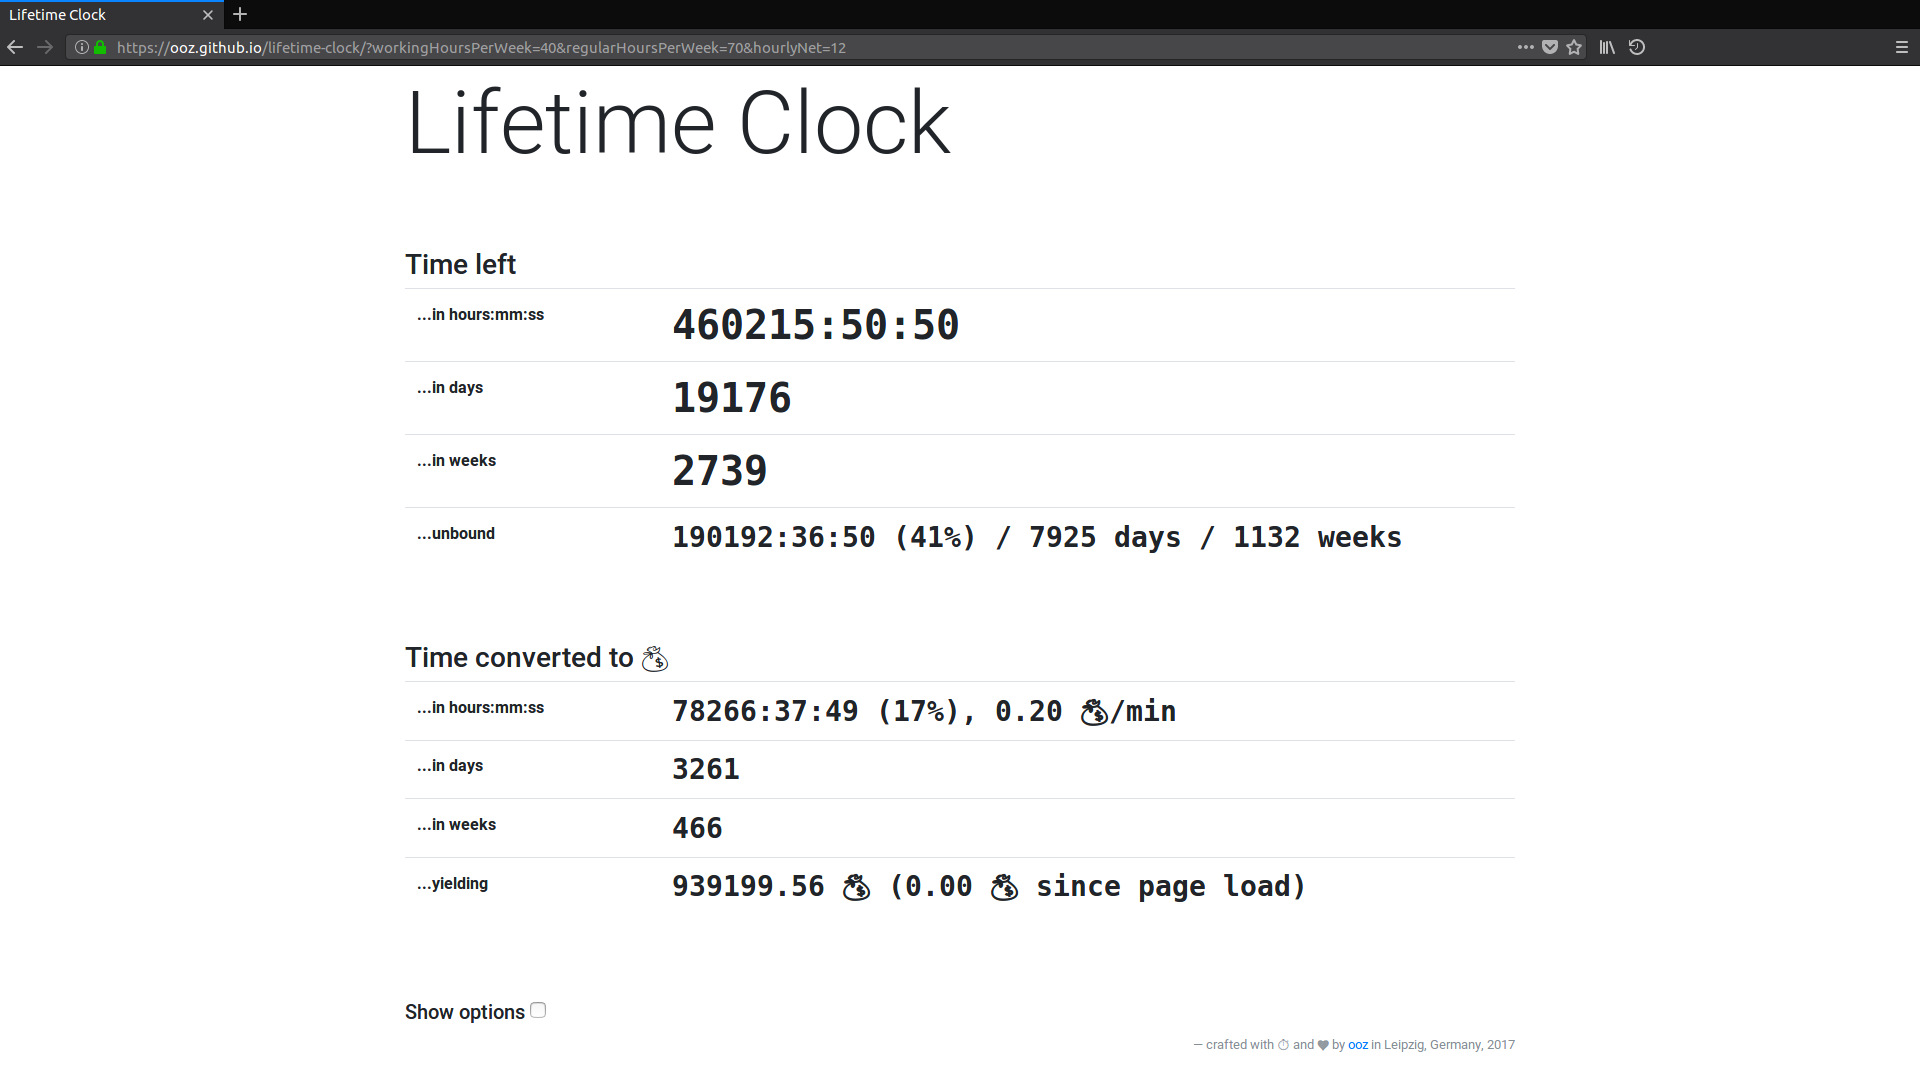 Lifetime Clock
https://ooz.github.io/lifetime-clock/?workingHoursPerWeek=40&regularHoursPerWeek=70&hourlyNet=12
Lifetime Clock
Time left
...in hours:mm:ss 460215:50:50
...in days 19176
...in weeks 2739
...unbound 190192:36:50 (41%) / 7925 days / 1132 weeks
Time converted to 💰
...in hours:mm:ss 78266:37:49 (17%), 0.20 💰/min
...in days 3261
...in weeks 466
...yielding 939199.56 💰 (0.00 💰 since page load)
Show options
— crafted with ⏱ and ♥ by ooz in Leipzig, Germany, 2017